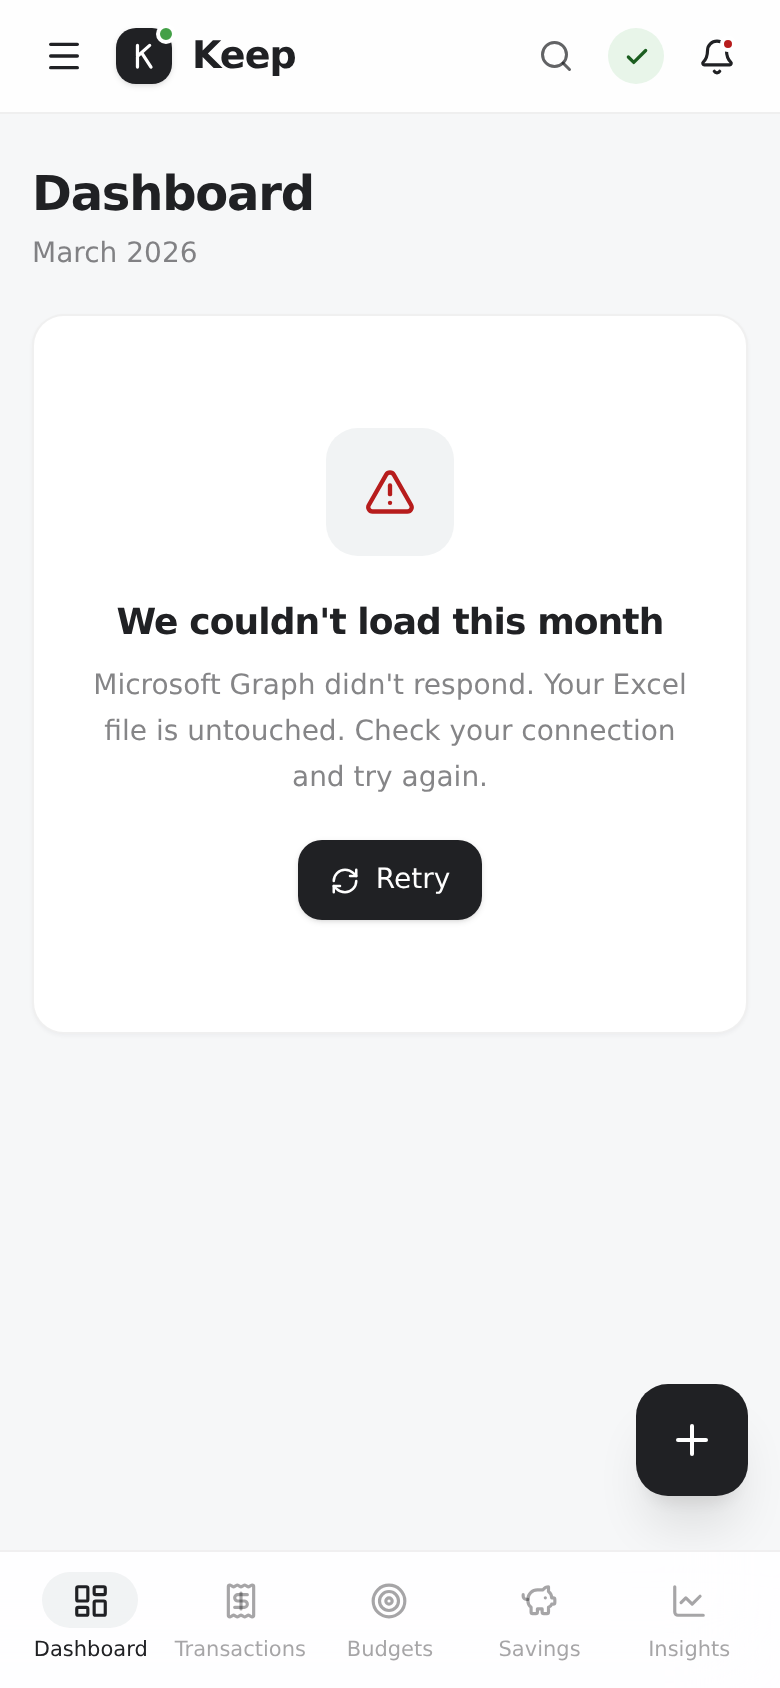 K
Keep
Dashboard
March 2026
We couldn't load this month
Microsoft Graph didn't respond. Your Excel
file is untouched. Check your connection
and try again.
Retry
Dashboard
Transactions
Budgets
Savings
Insights